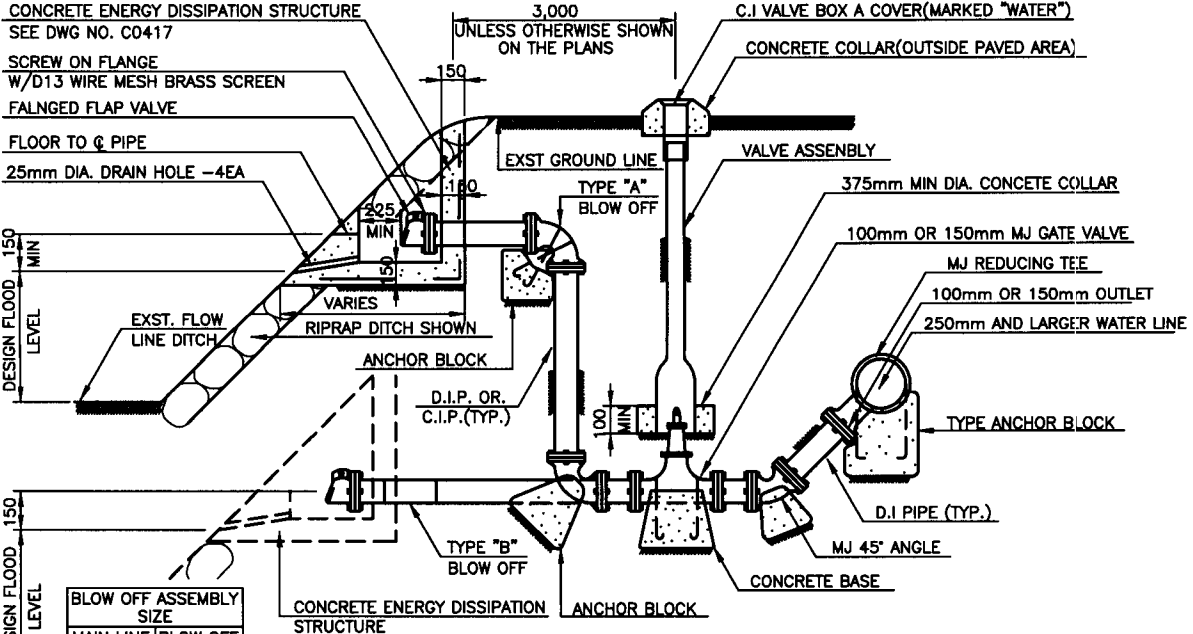 CONCRETE ENERGY DISSIPATION STRUCTURE
SEE DWG NO. C0417
SCREW ON FLANGE
W/D13 WIRE MESH BRASS SCREEN
FALNGED FLAP VALVE
FLOOR TO ℄ PIPE
25mm DIA. DRAIN HOLE -4EA
3,000
UNLESS OTHERWISE SHOWN
ON THE PLANS
150
C.I VALVE BOX A COVER(MARKED "WATER")
CONCRETE COLLAR(OUTSIDE PAVED AREA)
EXST GROUND LINE
VALVE ASSENBLY
150
TYPE "A"
BLOW OFF
375mm MIN DIA. CONCETE COLLAR
225
MIN
100mm OR 150mm MJ GATE VALVE
150
MIN
150
MJ REDUCING TEE
100mm OR 150mm OUTLET
250mm AND LARGER WATER LINE
VARIES
RIPRAP DITCH SHOWN
EXST. FLOW
LINE DITCH
DESIGN FLOOD
LEVEL
ANCHOR BLOCK
D.I.P. OR.
C.I.P.(TYP.)
100
MIN
TYPE ANCHOR BLOCK
150
D.I PIPE (TYP.)
MJ 45° ANGLE
TYPE "B"
BLOW OFF
CONCRETE BASE
SIGN FLOOD
LEVEL
BLOW OFF ASSEMBLY
SIZE
MAIN LINE BLOW OFF
CONCRETE ENERGY DISSIPATION
STRUCTURE
ANCHOR BLOCK